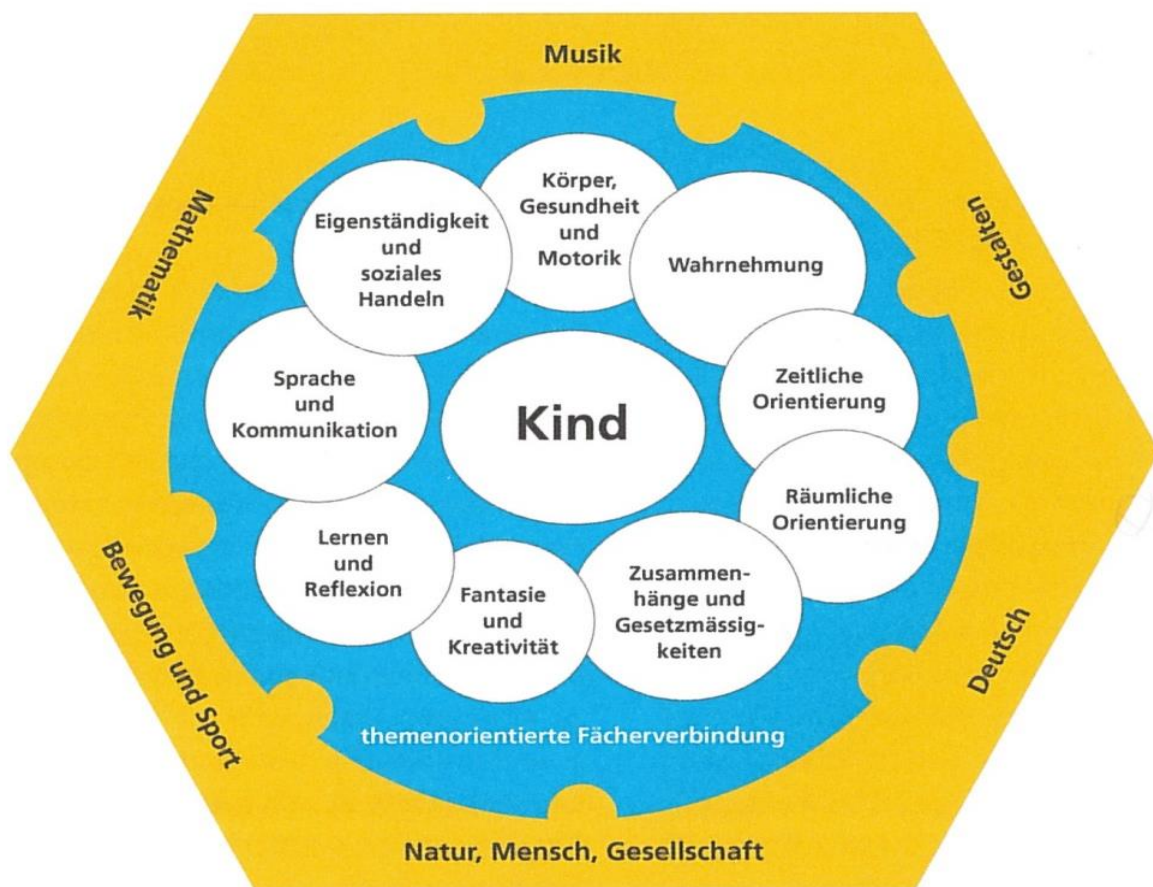 Musik
Gestalten
Deutsch
Natur, Mensch, Gesellschaft
Bewegung und Sport
Mathematik
Körper,
Gesundheit
und
Motorik
Wahrnehmung
Zeitliche
Orientierung
Räumliche
Orientierung
Zusammen-
hänge und
Gesetzmässig-
keiten
Fantasie
und
Kreativität
Lernen
und
Reflexion
Sprache
und
Kommunikation
Eigenständigkeit
und
soziales
Handeln
Kind
themenorientierte Fächerverbindung